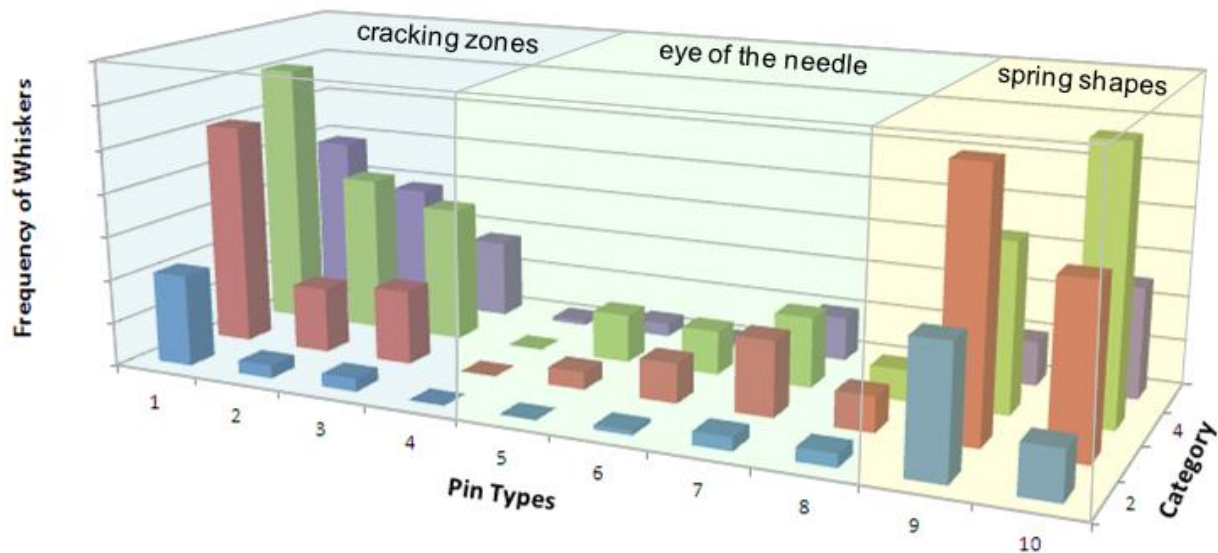 cracking zones
eye of the needle
spring shapes
Frequency of Whiskers
1
2
3
4
5
6
7
8
9
10
Pin Types
2
4
Category